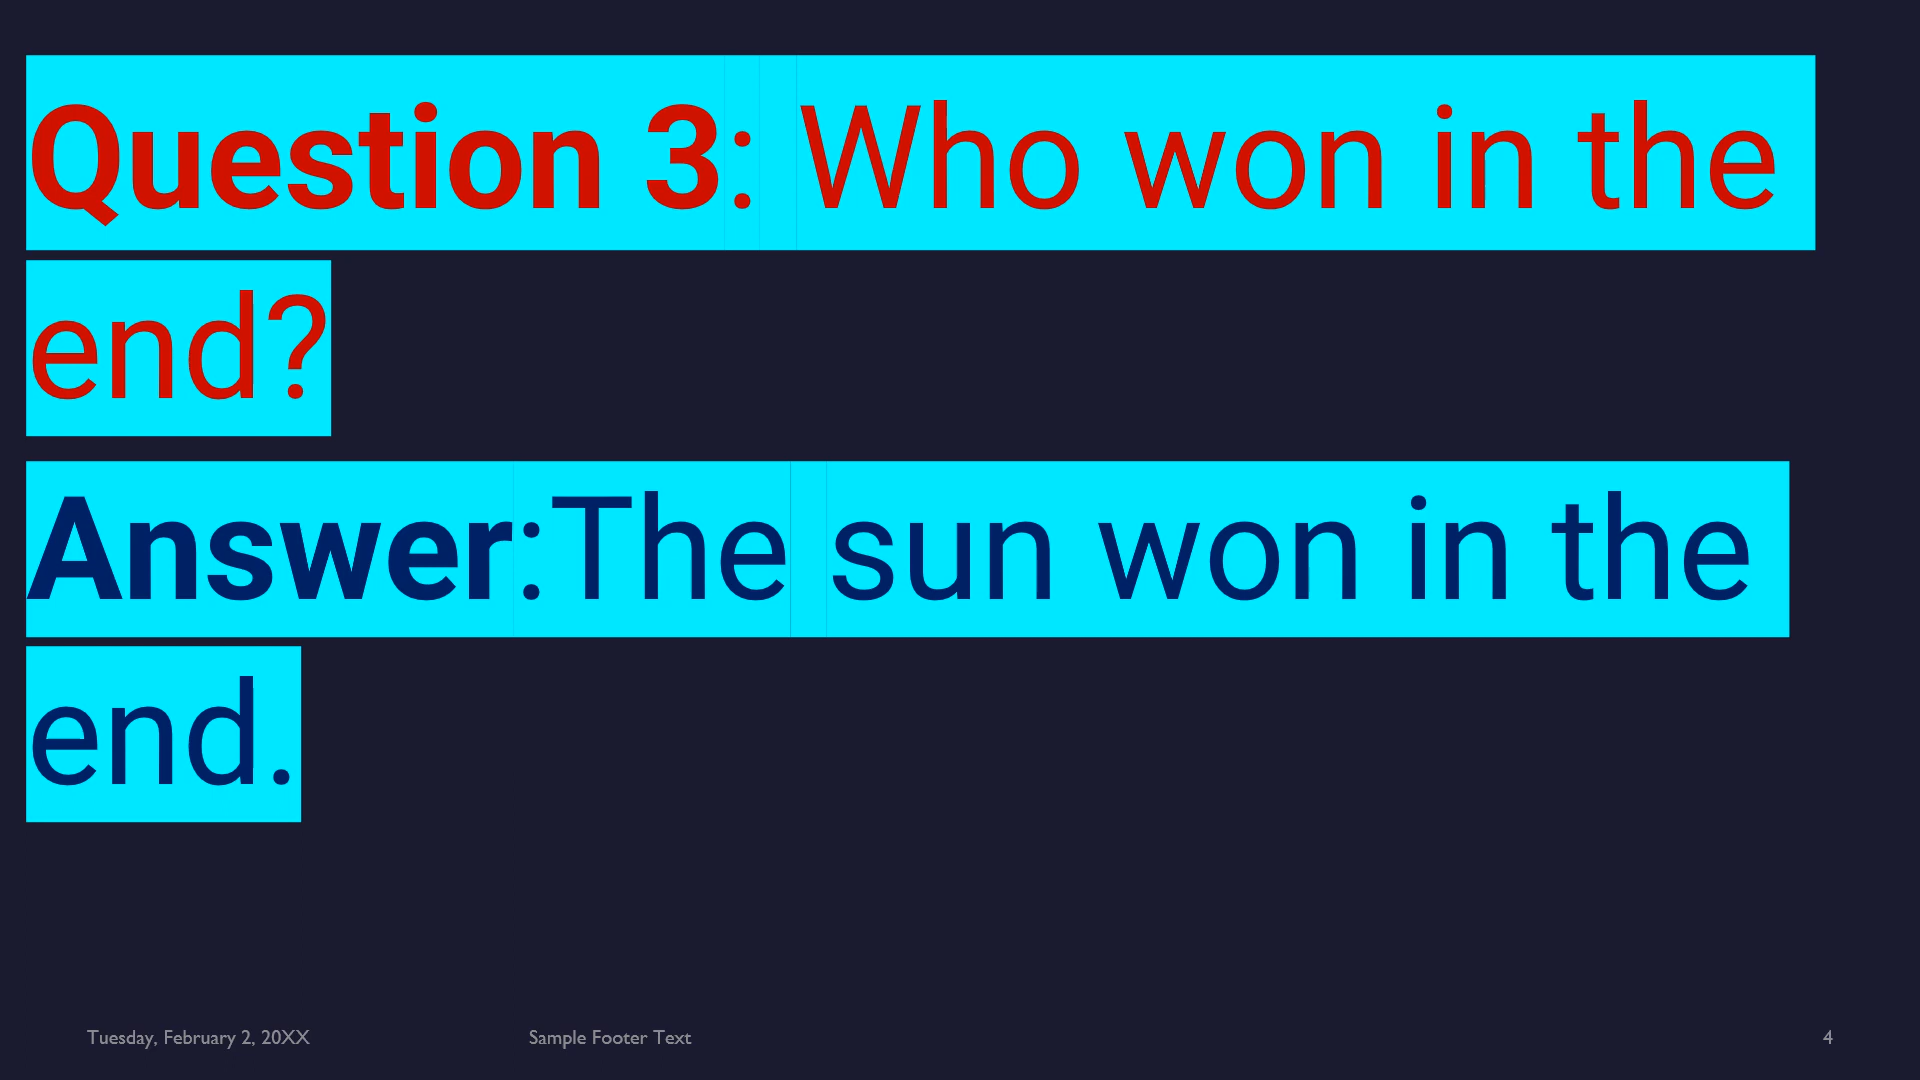 Question 3: Who won in the
end?
Answer:The sun won in the
end.
Tuesday, February 2, 20XX Sample Footer Text 4